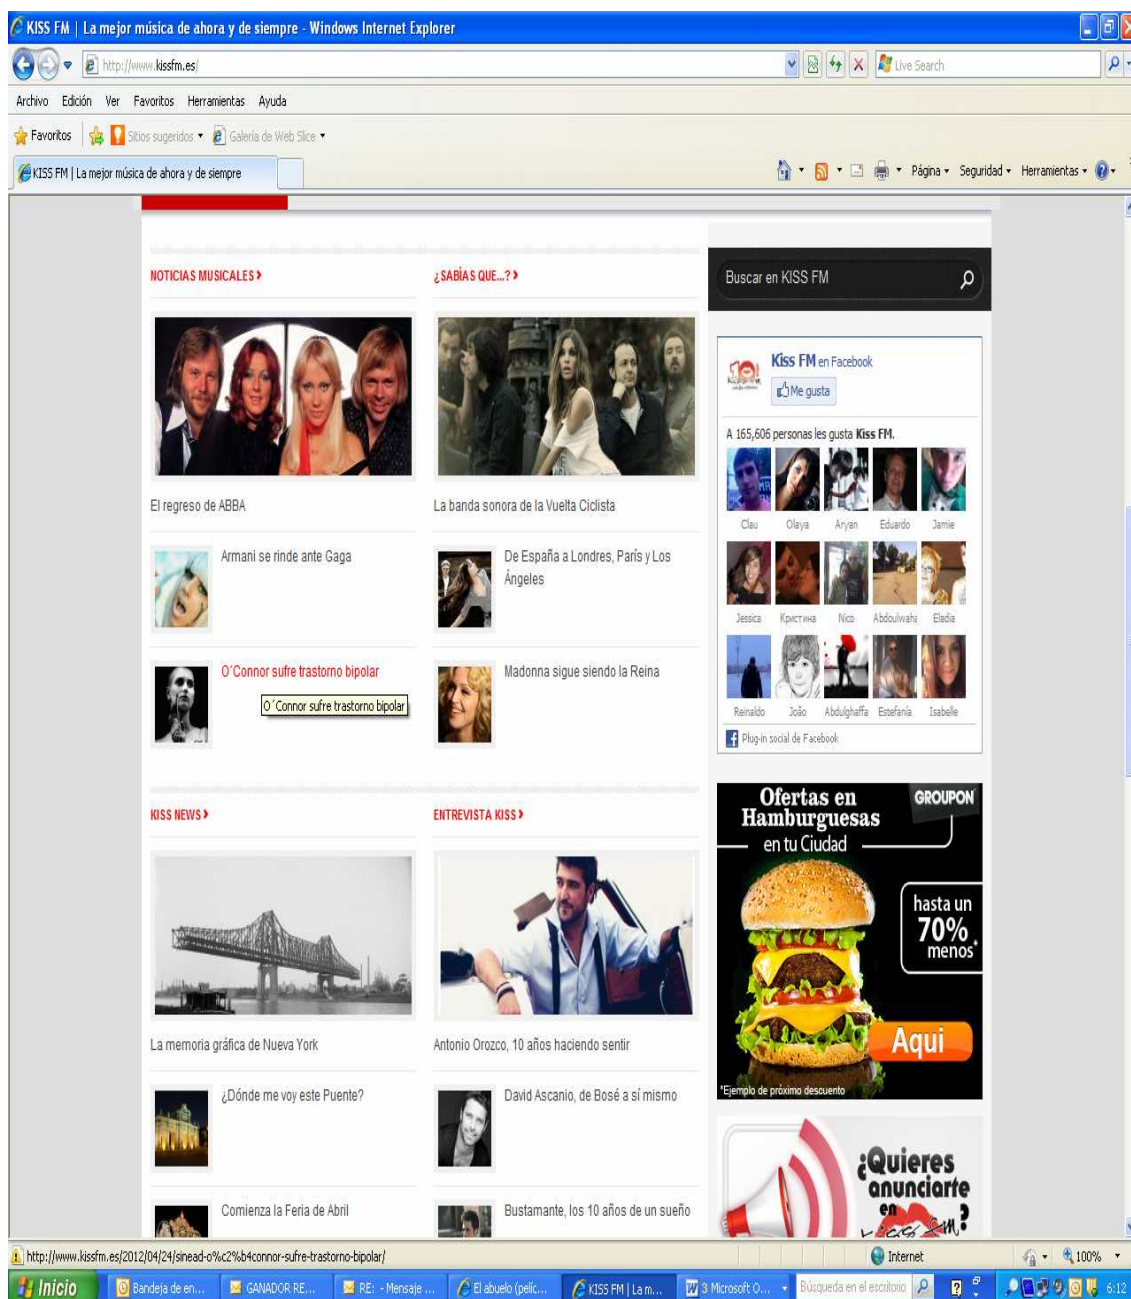 KISS FM | La mejor música de ahora y de siempre - Windows Internet Explorer
http://www.kissfm.es/
Live Search
Archivo Edición Ver Favoritos Herramientas Ayuda
Favoritos Sitios sugeridos Galería de Web Slice
KISS FM | La mejor música de ahora y de siempre
Página Seguridad Herramientas
NOTICIAS MUSICALES
¿SABÍAS QUE...?
Buscar en KISS FM
El regreso de ABBA
La banda sonora de la Vuelta Ciclista
Armani se rinde ante Gaga
De España a Londres, París y Los
Ángeles
O´Connor sufre trastorno bipolar
O´Connor sufre trastorno bipolar
Madonna sigue siendo la Reina
Kiss FM en Facebook
Me gusta
A 165,606 personas les gusta Kiss FM.
Clau Olaya Aryan Eduardo Jamie
Jessica Кристина Nico Abdoulwaha Eladia
Reinaldo João Abdulghaffa Estefanía Isabelle
Plug-in social de Facebook
KISS NEWS
ENTREVISTA KISS
La memoria gráfica de Nueva York
Antonio Orozco, 10 años haciendo sentir
¿Dónde me voy este Puente?
David Ascanio, de Bosé a sí mismo
Comienza la Feria de Abril
Bustamante, los 10 años de un sueño
Ofertas en
Hamburguesas
en tu Ciudad
GROUPON
hasta un
70%
menos*
Aqui
*Ejemplo de próximo descuento
¿Quieres
anunciarte
en
Kiss FM?
http://www.kissfm.es/2012/04/24/sinead-o%c2%b4connor-sufre-trastorno-bipolar/
Internet
100%
Inicio
Bandeja de en...
GANADOR RE...
RE: - Mensaje ...
El abuelo (pelíc...
KISS FM | La m...
3 Microsoft O...
Búsqueda en el escritorio
6:12